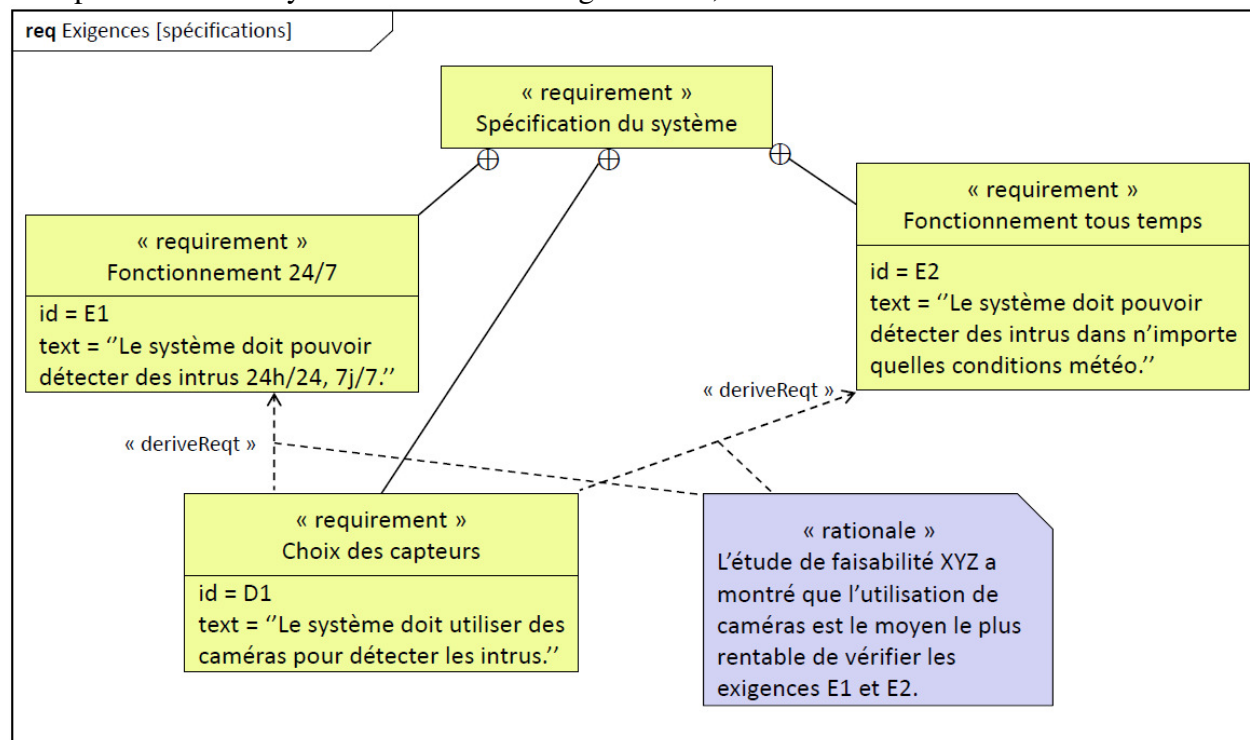 req Exigences [spécifications]
« requirement »
Spécification du système
« requirement »
Fonctionnement 24/7
id = E1
text = ‘’Le système doit pouvoir
détecter des intrus 24h/24, 7j/7.’’
« requirement »
Fonctionnement tous temps
id = E2
text = ‘’Le système doit pouvoir
détecter des intrus dans n’importe
quelles conditions météo.’’
« deriveReqt »
« deriveReqt »
« requirement »
Choix des capteurs
id = D1
text = ‘’Le système doit utiliser des
caméras pour détecter les intrus.’’
« rationale »
L’étude de faisabilité XYZ a
montré que l’utilisation de
caméras est le moyen le plus
rentable de vérifier les
exigences E1 et E2.